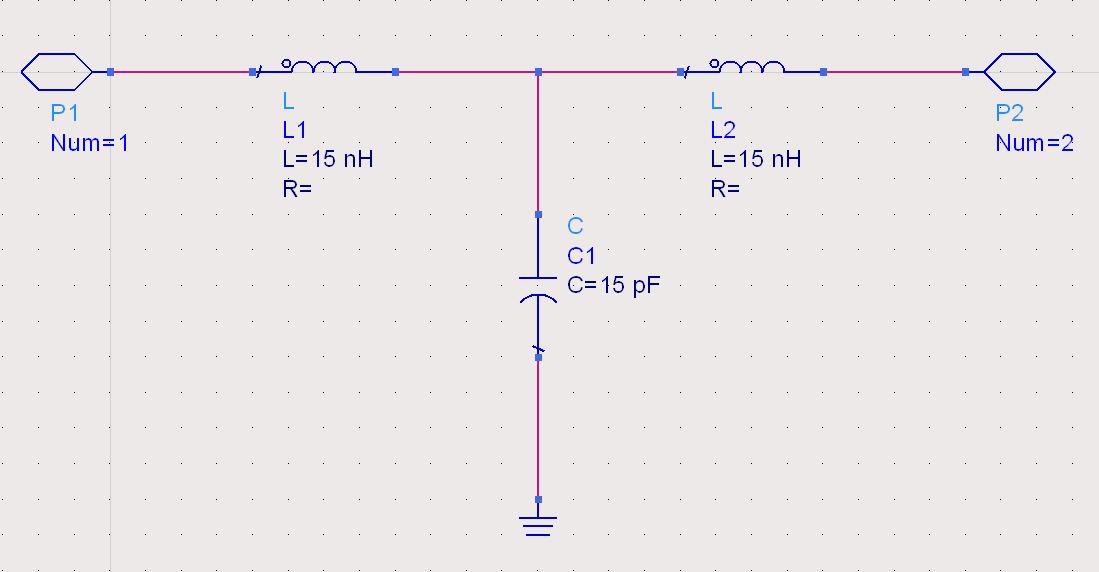 P1
Num=1
L
L1
L=15 nH
R=
L
L2
L=15 nH
R=
P2
Num=2
C
C1
C=15 pF